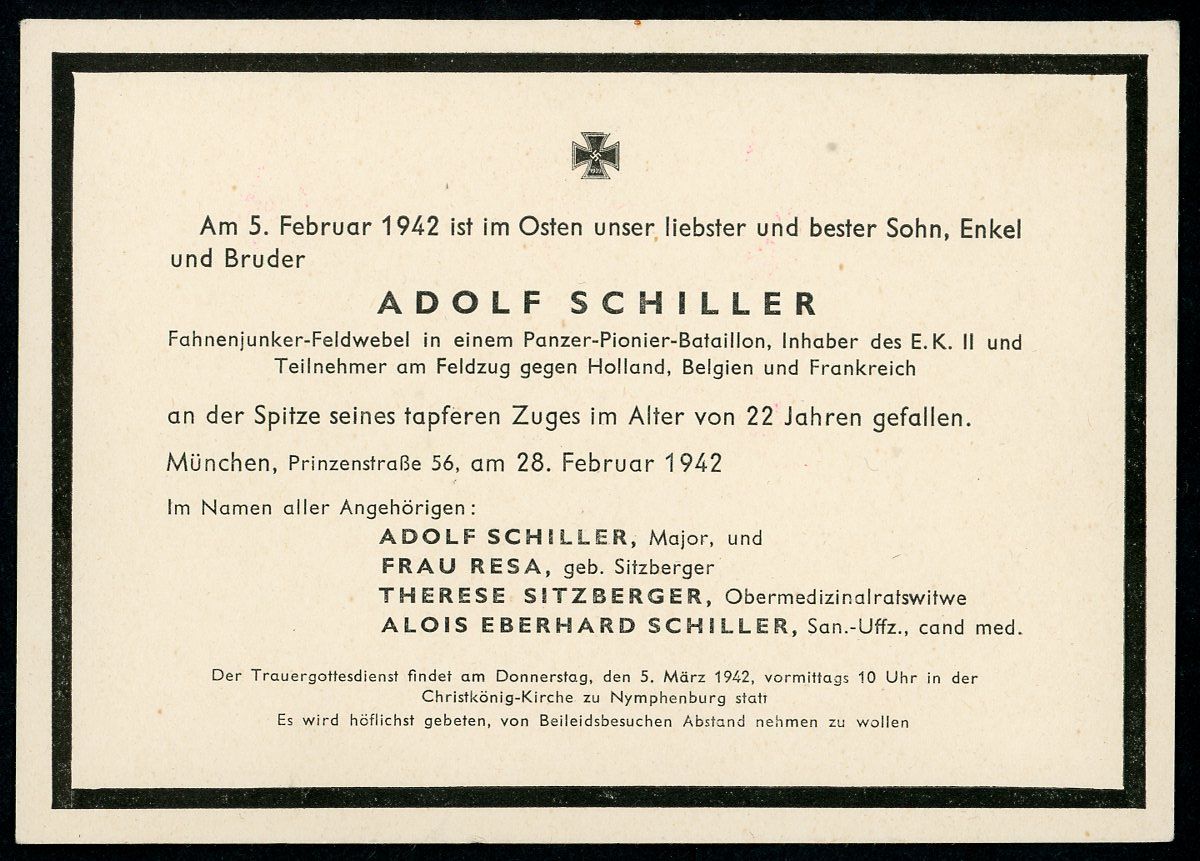 Am 5. Februar 1942 ist im Osten unser liebster und bester Sohn, Enkel
und Bruder
ADOLF SCHILLER
Fahnenjunker-Feldwebel in einem Panzer-Pionier-Bataillon, Inhaber des E. K. II und
Teilnehmer am Feldzug gegen Holland, Belgien und Frankreich
an der Spitze seines tapferen Zuges im Alter von 22 Jahren gefallen.
München, Prinzenstraße 56, am 28. Februar 1942
Im Namen aller Angehörigen:
ADOLF SCHILLER, Major, und
FRAU RESA, geb. Sitzberger
THERESE SITZBERGER, Obermedizinalratswitwe
ALOIS EBERHARD SCHILLER, San.-Uffz., cand med.
Der Trauergottesdienst findet am Donnerstag, den 5. März 1942, vormittags 10 Uhr in der
Christkönig-Kirche zu Nymphenburg statt
Es wird höflichst gebeten, von Beileidsbesuchen Abstand nehmen zu wollen